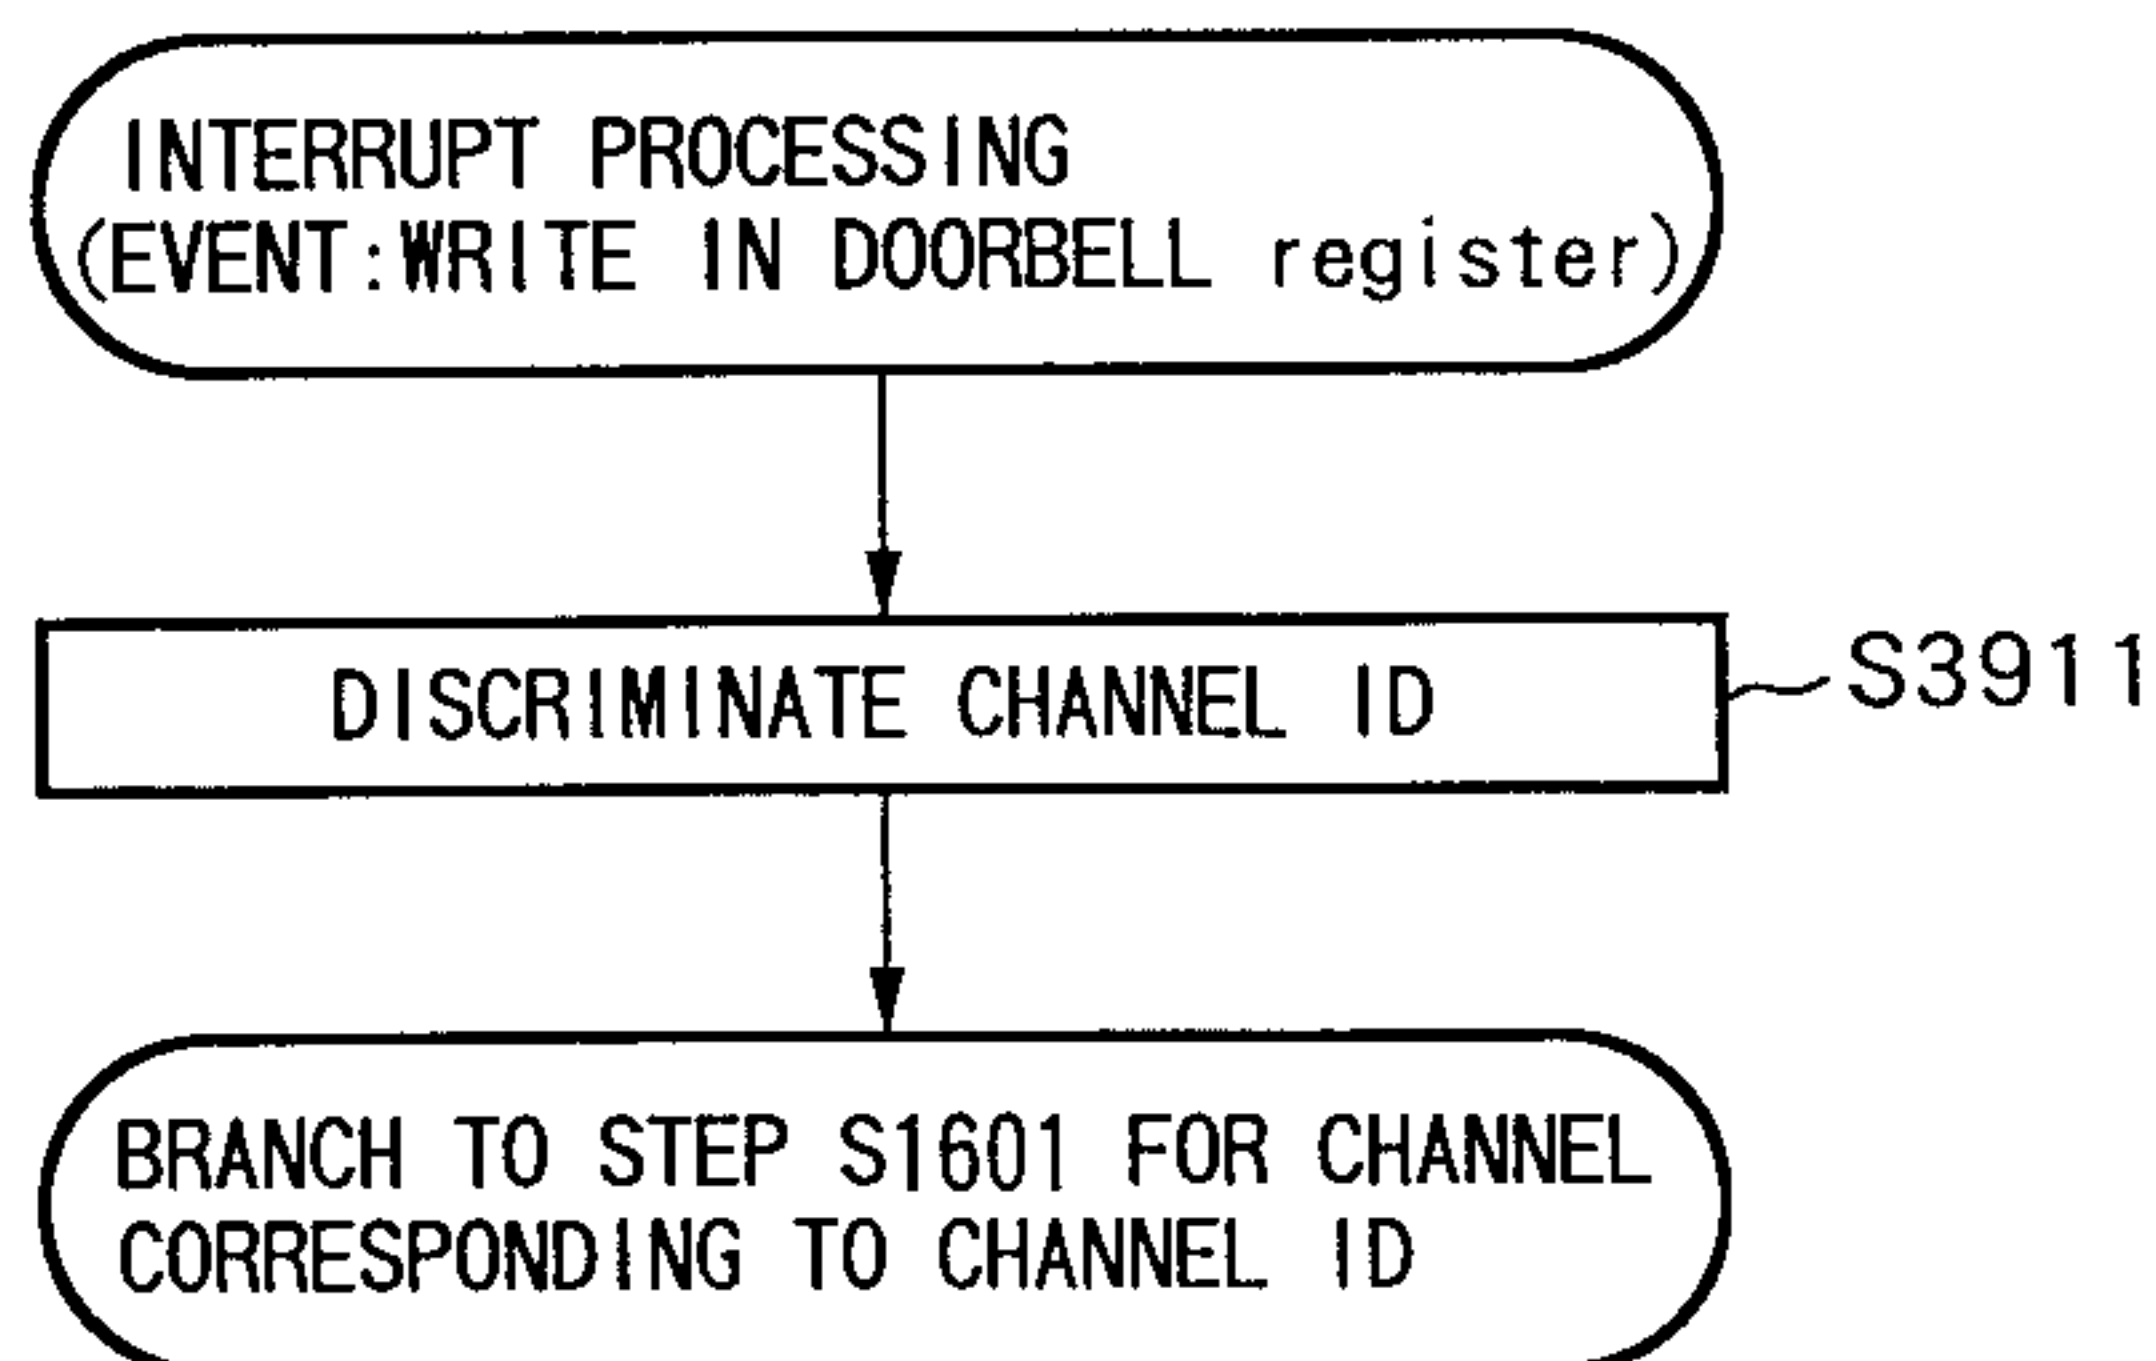 INTERRUPT PROCESSING
(EVENT:WRITE IN DOORBELL register)
DISCRIMINATE CHANNEL ID
S3911
BRANCH TO STEP S1601 FOR CHANNEL
CORRESPONDING TO CHANNEL ID